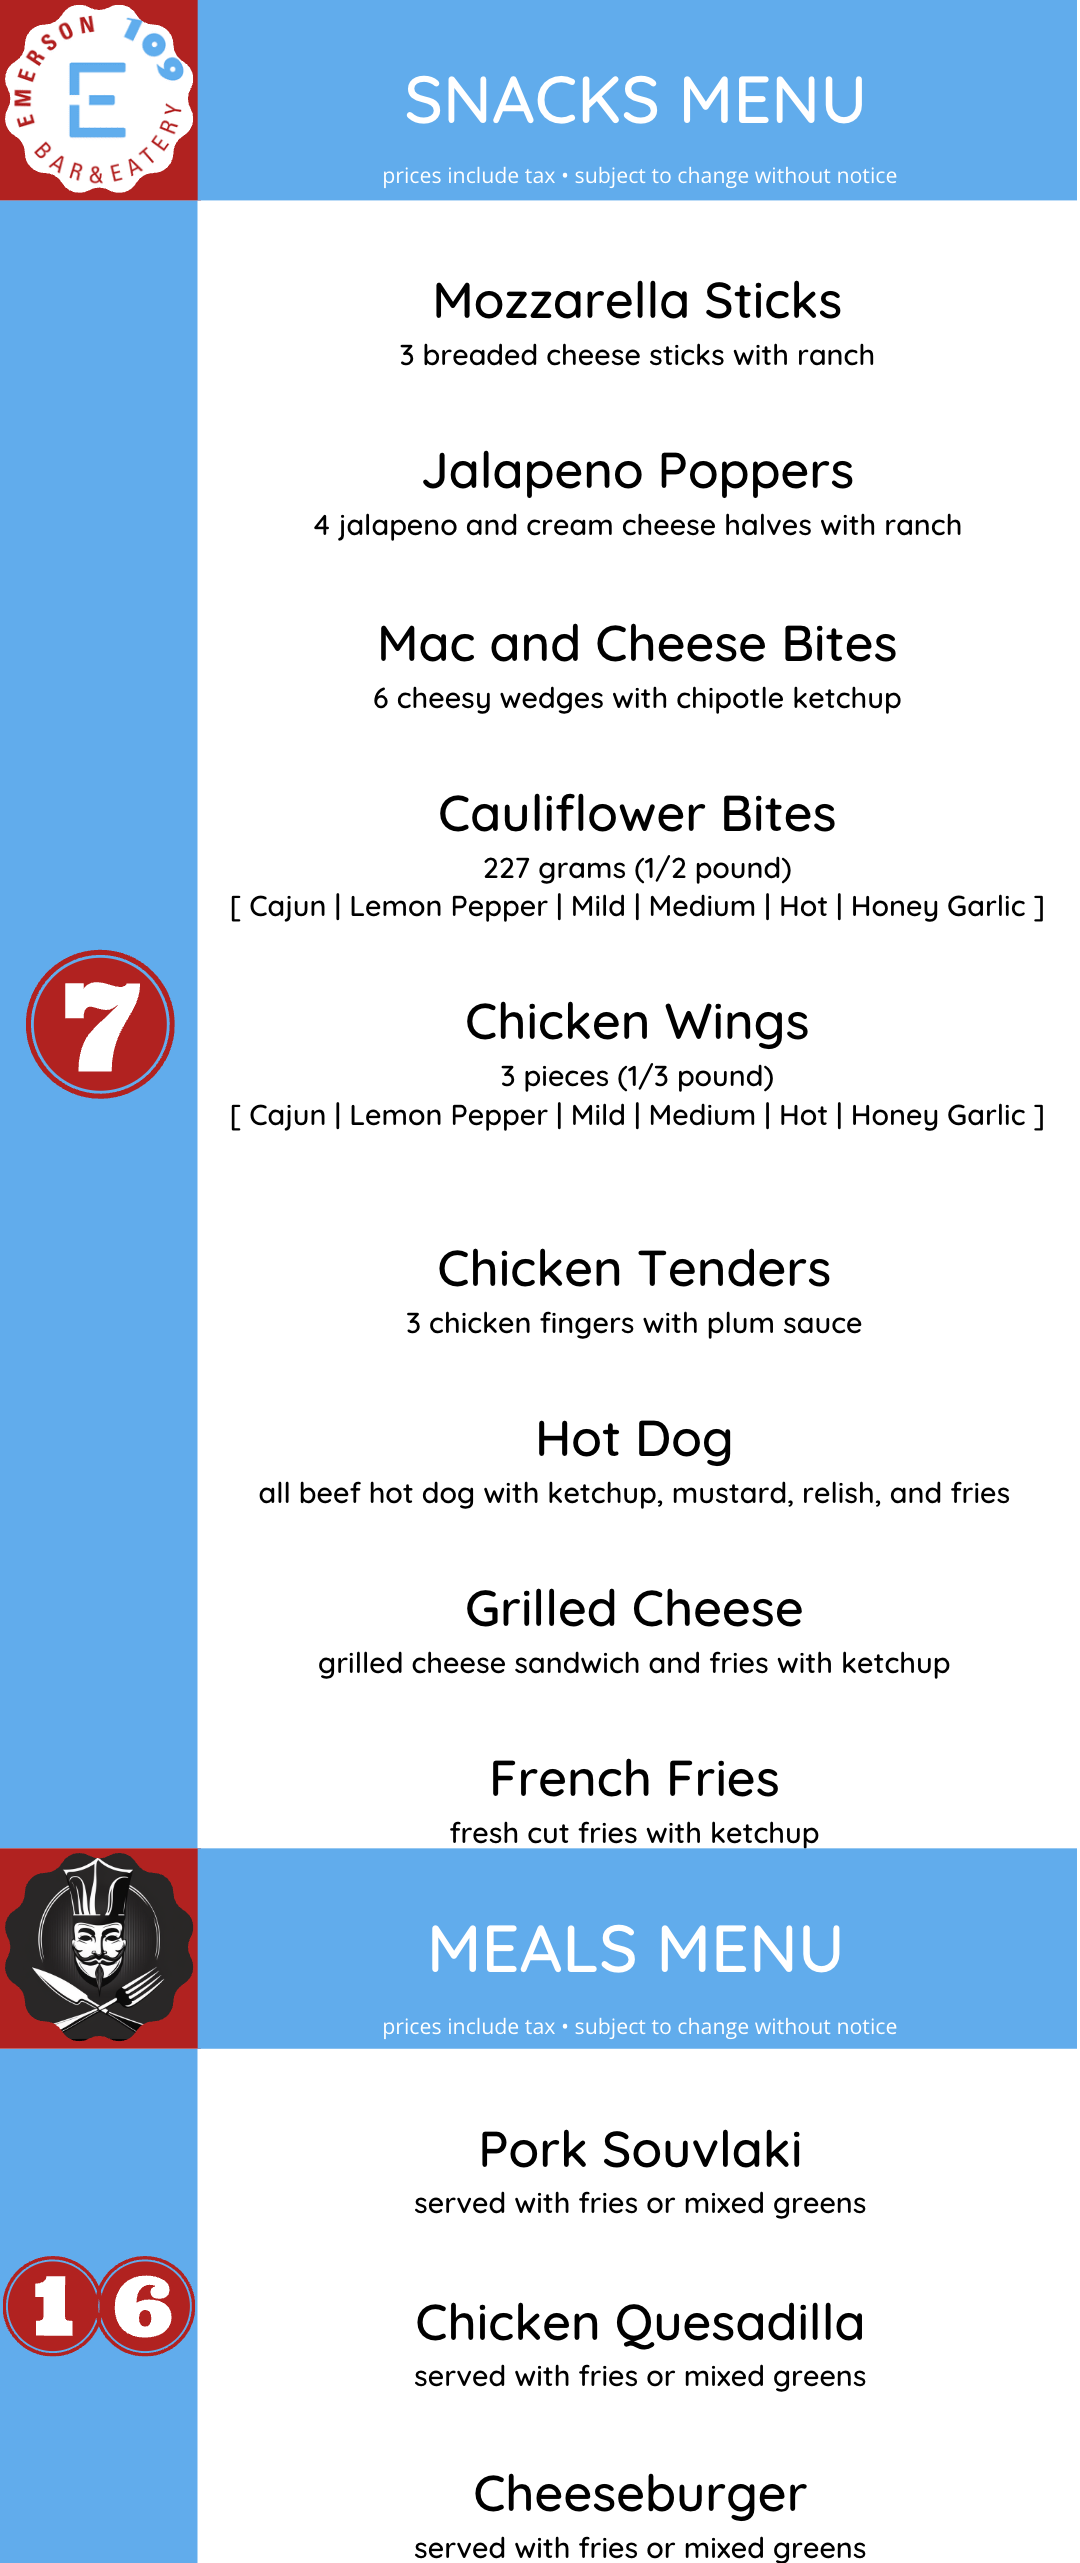 EMERSON 109
E
BAR&EATERY
SNACKS MENU
prices include tax • subject to change without notice
Mozzarella Sticks
3 breaded cheese sticks with ranch
Jalapeno Poppers
4 jalapeno and cream cheese halves with ranch
Mac and Cheese Bites
6 cheesy wedges with chipotle ketchup
Cauliflower Bites
227 grams (1/2 pound)
[ Cajun | Lemon Pepper | Mild | Medium | Hot | Honey Garlic ]
7
Chicken Wings
3 pieces (1/3 pound)
[ Cajun | Lemon Pepper | Mild | Medium | Hot | Honey Garlic ]
Chicken Tenders
3 chicken fingers with plum sauce
Hot Dog
all beef hot dog with ketchup, mustard, relish, and fries
Grilled Cheese
grilled cheese sandwich and fries with ketchup
French Fries
fresh cut fries with ketchup
MEALS MENU
prices include tax • subject to change without notice
Pork Souvlaki
served with fries or mixed greens
16
Chicken Quesadilla
served with fries or mixed greens
Cheeseburger
served with fries or mixed greens